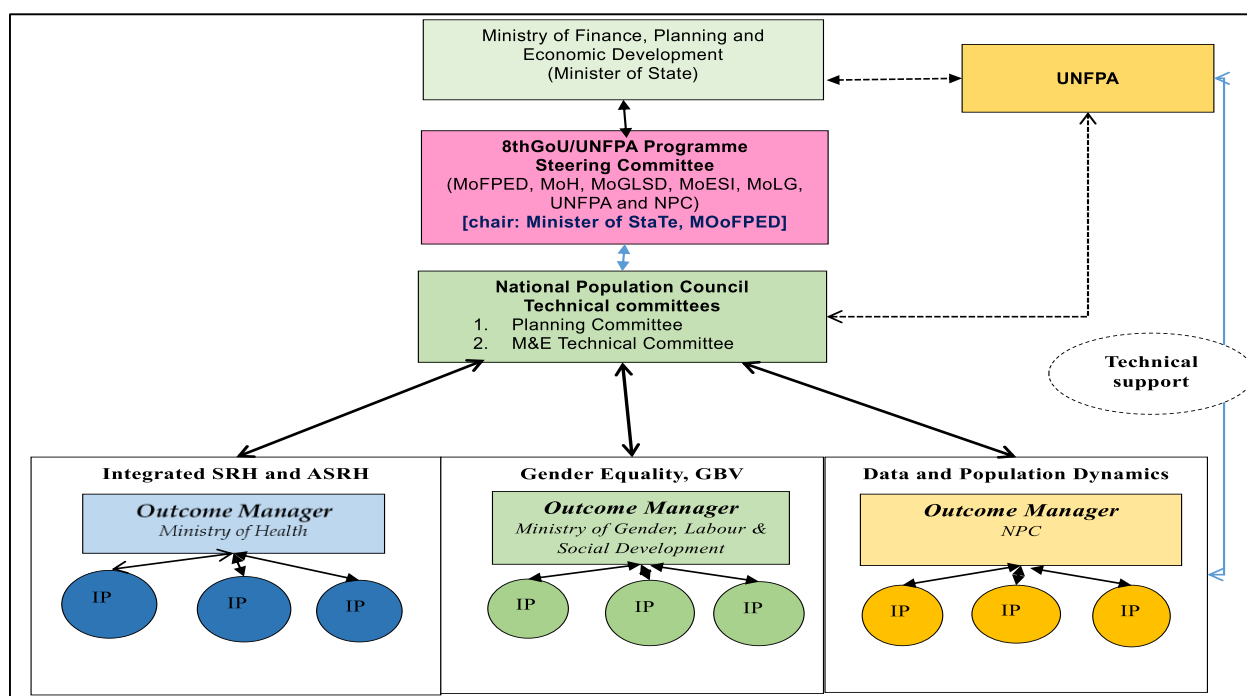 Ministry of Finance, Planning and
Economic Development
(Minister of State)
UNFPA
8thGoU/UNFPA Programme
Steering Committee
(MoFPED, MoH, MoGLSD, MoESI, MoLG,
UNFPA and NPC)
[chair: Minister of StaTe, MOoFPED]
National Population Council
Technical committees
1. Planning Committee
2. M&E Technical Committee
Technical
support
Integrated SRH and ASRH
Outcome Manager
Ministry of Health
IP
IP
IP
Gender Equality, GBV
Outcome Manager
Ministry of Gender, Labour &
Social Development
IP
IP
IP
Data and Population Dynamics
Outcome Manager
NPC
IP
IP
IP